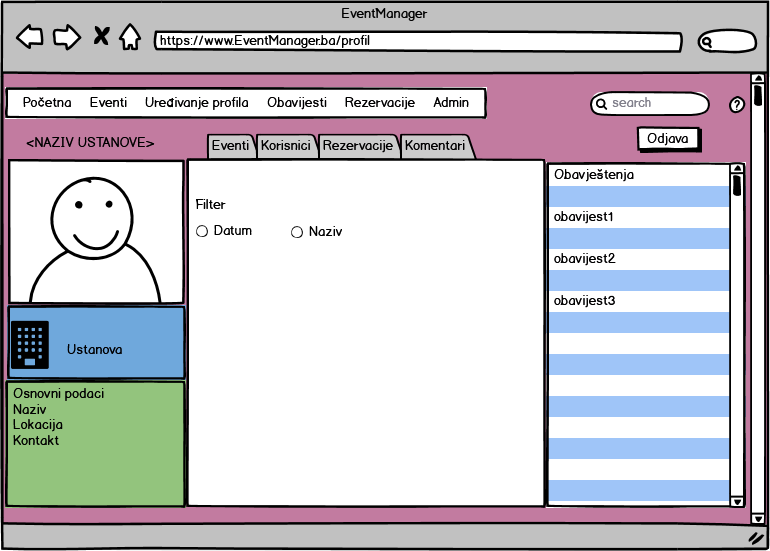 EventManager
https://www.EventManager.ba/profil
Početna Eventi Uređivanje profila Obavijesti Rezervacije Admin
search
?
Odjava
<NAZIV USTANOVE>
Eventi Korisnici Rezervacije Komentari
Filter
Datum Naziv
Ustanova
Osnovni podaci
Naziv
Lokacija
Kontakt
Obavještenja
obavijest1
obavijest2
obavijest3